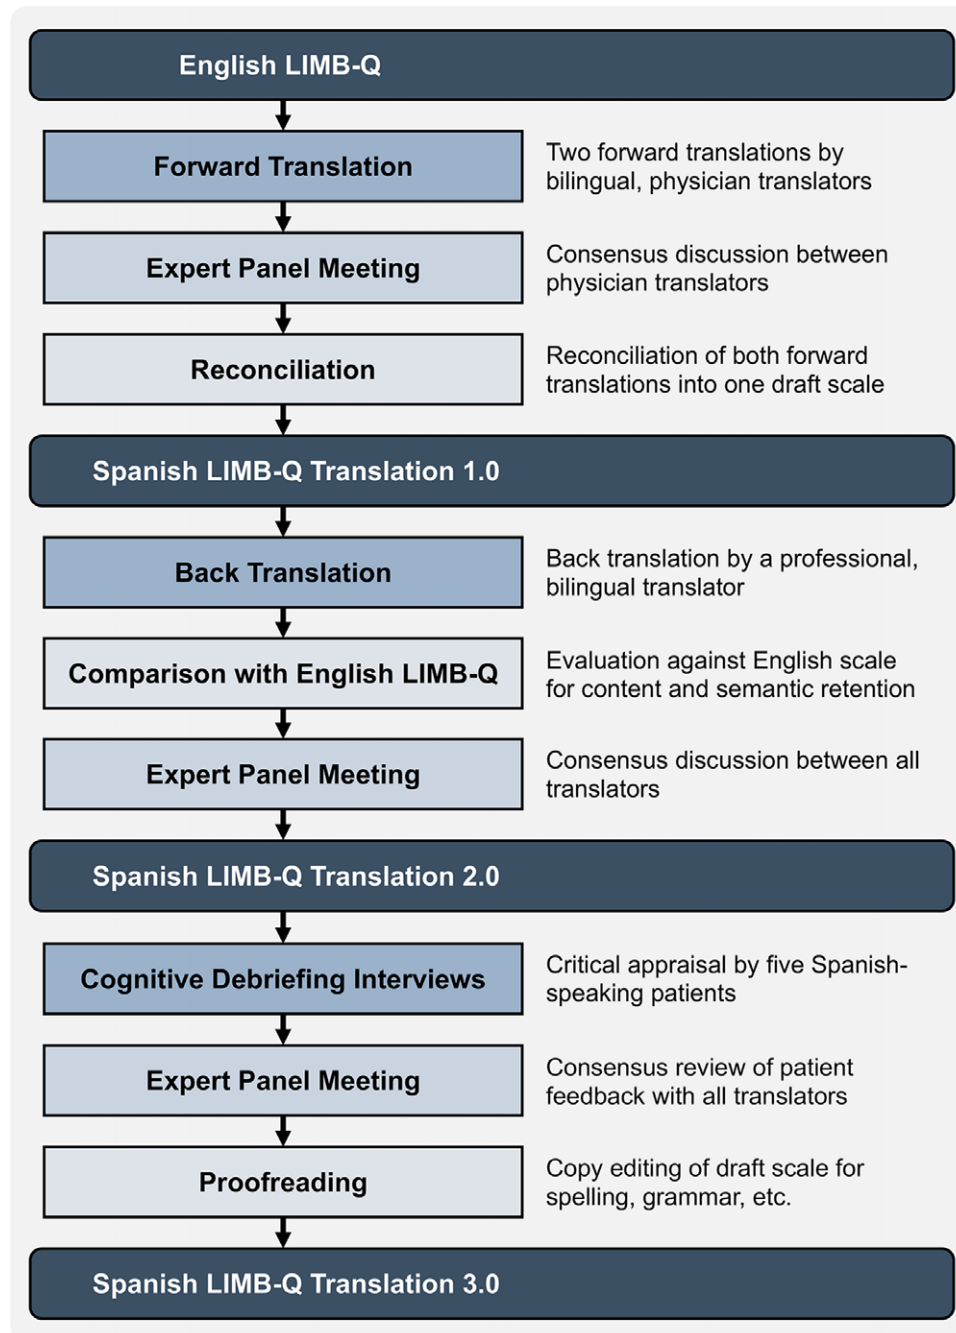 English LIMB-Q
Forward Translation
Two forward translations by
bilingual, physician translators
Expert Panel Meeting
Consensus discussion between
physician translators
Reconciliation
Reconciliation of both forward
translations into one draft scale
Spanish LIMB-Q Translation 1.0
Back Translation
Back translation by a professional,
bilingual translator
Comparison with English LIMB-Q
Evaluation against English scale
for content and semantic retention
Expert Panel Meeting
Consensus discussion between all
translators
Spanish LIMB-Q Translation 2.0
Cognitive Debriefing Interviews
Critical appraisal by five Spanish-
speaking patients
Expert Panel Meeting
Consensus review of patient
feedback with all translators
Proofreading
Copy editing of draft scale for
spelling, grammar, etc.
Spanish LIMB-Q Translation 3.0